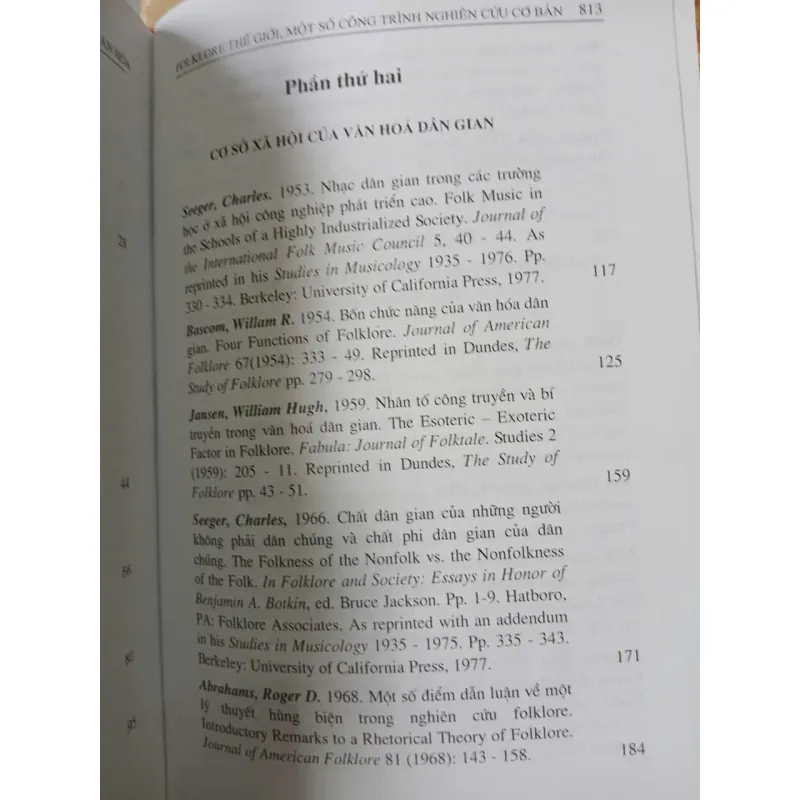 FOLKLORE THẾ GIỚI, MỘT SỐ CÔNG TRÌNH NGHIÊN CỨU CƠ BẢN 813
Phần thứ hai
CƠ SỞ XÃ HỘI CỦA VĂN HOÁ DÂN GIAN
Seeger, Charles. 1953. Nhạc dân gian trong các trường
học ở xã hội công nghiệp phát triển cao. Folk Music in
the Schools of a Highly Industrialized Society. Journal of
the International Folk Music Council 5, 40 - 44. As
reprinted in his Studies in Musicology 1935 - 1976. Pp.
330 - 334. Berkeley: University of California Press, 1977. 117
Bascom, Willam R. 1954. Bốn chức năng của văn hóa dân
gian. Four Functions of Folklore. Journal of American
Folklore 67(1954): 333 - 49. Reprinted in Dundes, The
Study of Folklore pp. 279 - 298. 125
Jansen, William Hugh, 1959. Nhân tố công truyền và bí
truyền trong văn hoá dân gian. The Esoteric – Exoteric
Factor in Folklore. Fabula: Journal of Folktale. Studies 2
(1959): 205 - 11. Reprinted in Dundes, The Study of
Folklore pp. 43 - 51. 159
Seeger, Charles, 1966. Chất dân gian của những người
không phải dân chúng và chất phi dân gian của dân
chúng. The Folkness of the Nonfolk vs. the Nonfolkness
of the Folk. In Folklore and Society: Essays in Honor of
Benjamin A. Botkin, ed. Bruce Jackson. Pp. 1-9. Hatboro,
PA: Folklore Associates. As reprinted with an addendum
in his Studies in Musicology 1935 - 1975. Pp. 335 - 343.
Berkeley: University of California Press, 1977. 171
Abrahams, Roger D. 1968. Một số điểm dẫn luận về một
lý thuyết hùng biện trong nghiên cứu folklore.
Introductory Remarks to a Rhetorical Theory of Folklore.
Journal of American Folklore 81 (1968): 143 - 158. 184
28
44
66
80
95